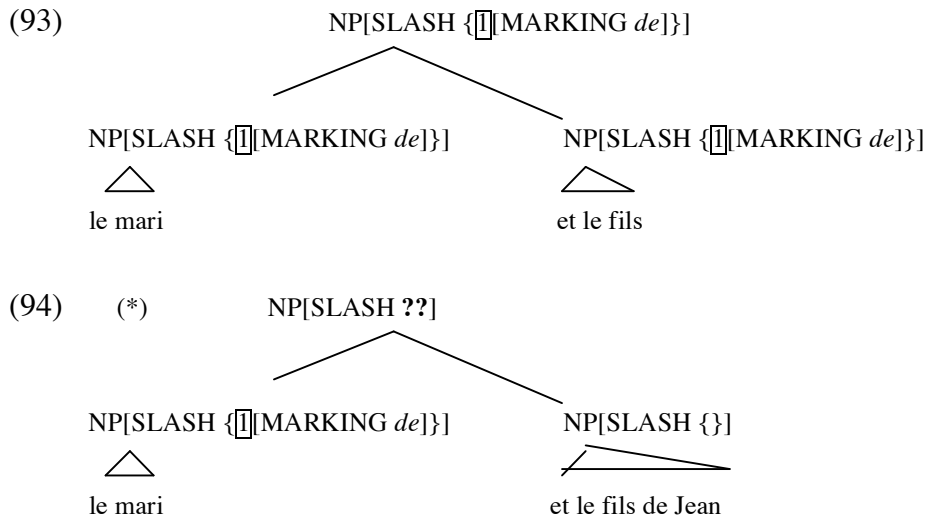 (93) NP[SLASH {1[MARKING de]}]
NP[SLASH {1[MARKING de]}] NP[SLASH {1[MARKING de]}]
le mari et le fils
(94) (*) NP[SLASH ??]
NP[SLASH {1[MARKING de]}] NP[SLASH {}]
le mari et le fils de Jean